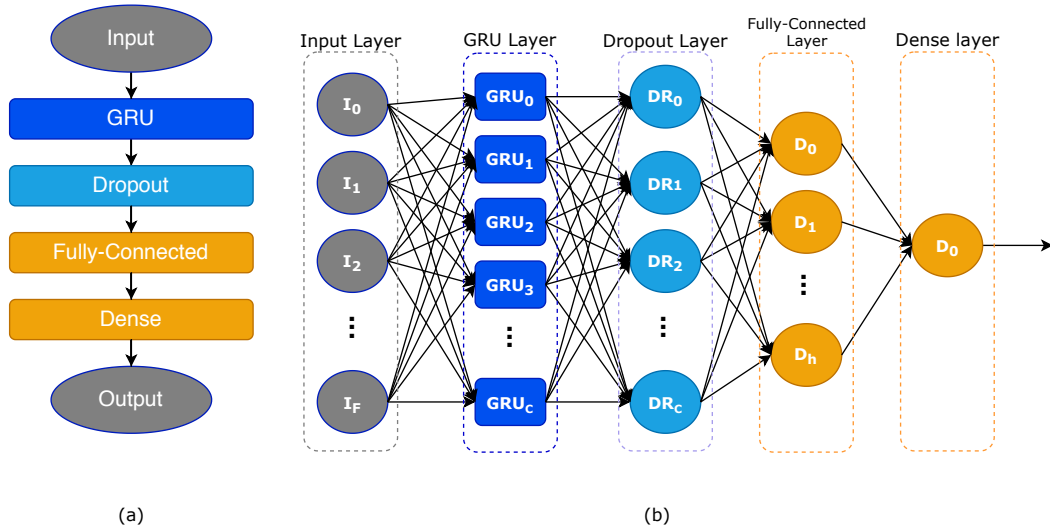 Input
GRU
Dropout
Fully-Connected
Dense
Output
(a)
Input Layer
I0
I1
I2
⋮
IF
GRU Layer
GRU0
GRU1
GRU2
GRU3
⋮
GRUC
Dropout Layer
DR0
DR1
DR2
⋮
DRC
Fully-Connected
Layer
D0
D1
⋮
Dh
Dense layer
D0
(b)